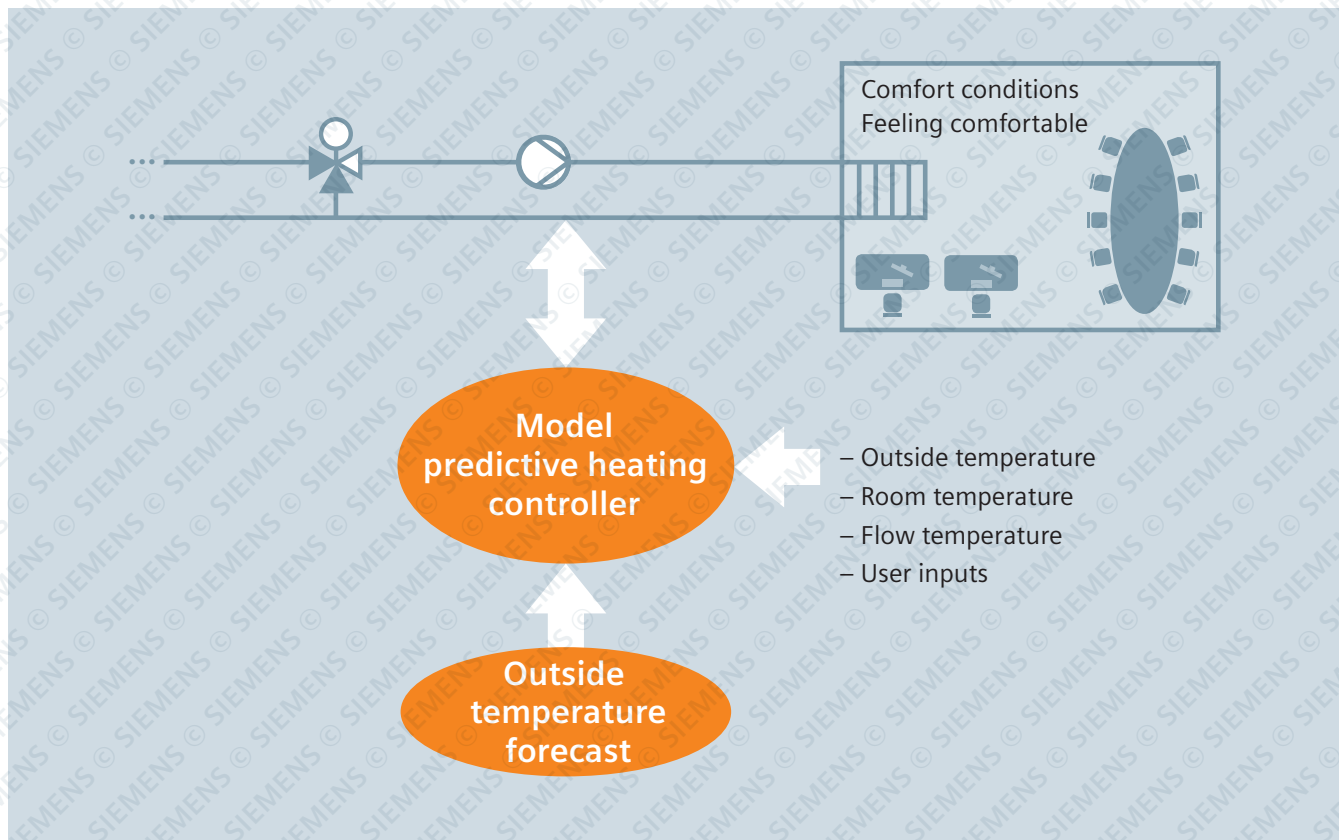 Comfort conditions
Feeling comfortable
Model
predictive heating
controller
– Outside temperature
– Room temperature
– Flow temperature
– User inputs
Outside
temperature
forecast
SIEMENS ©